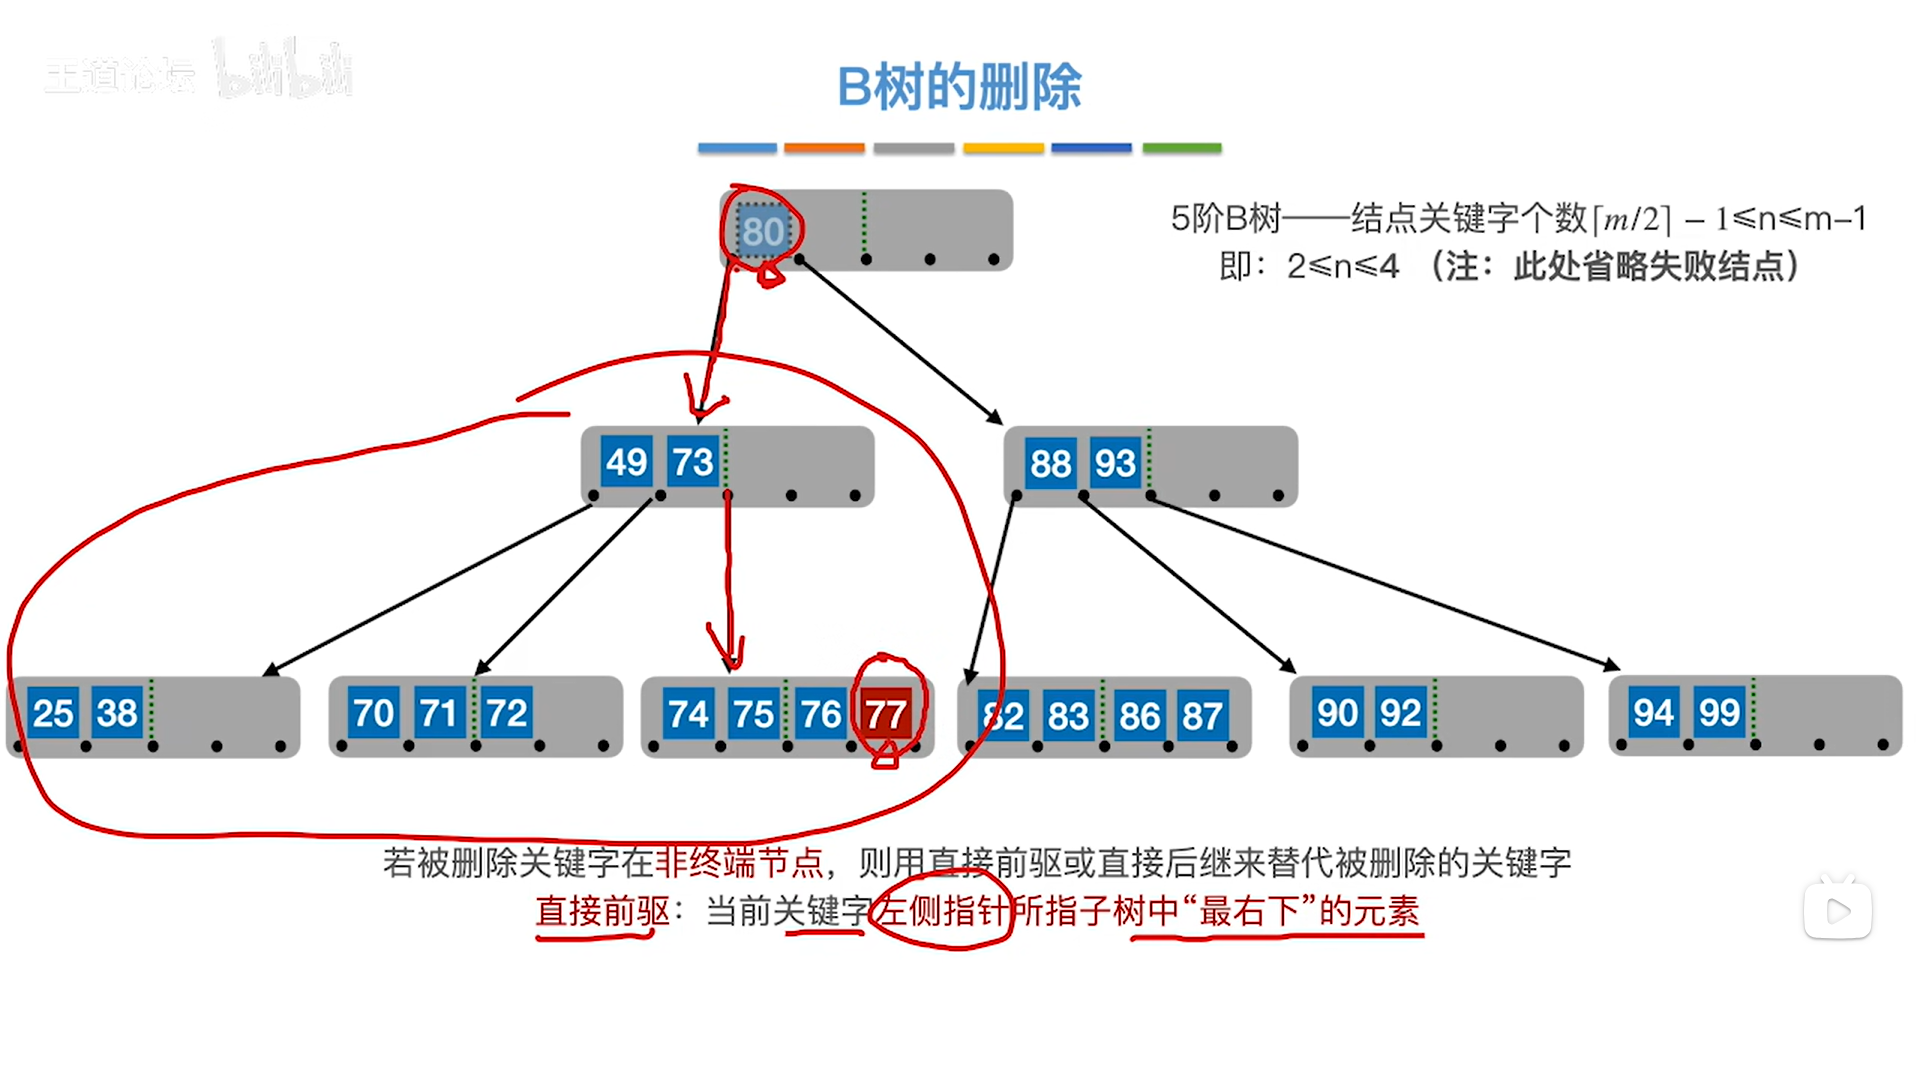 王道论坛 bilibili
B树的删除
80
5阶B树——结点关键字个数⌈m/2⌉ − 1≤n≤m–1
即：2≤n≤4 （注：此处省略失败结点）
49 73
88 93
25 38
70 71 72
74 75 76 77
82 83 86 87
90 92
94 99
若被删除关键字在非终端节点，则用直接前驱或直接后继来替代被删除的关键字
直接前驱：当前关键字左侧指针所指子树中“最右下”的元素